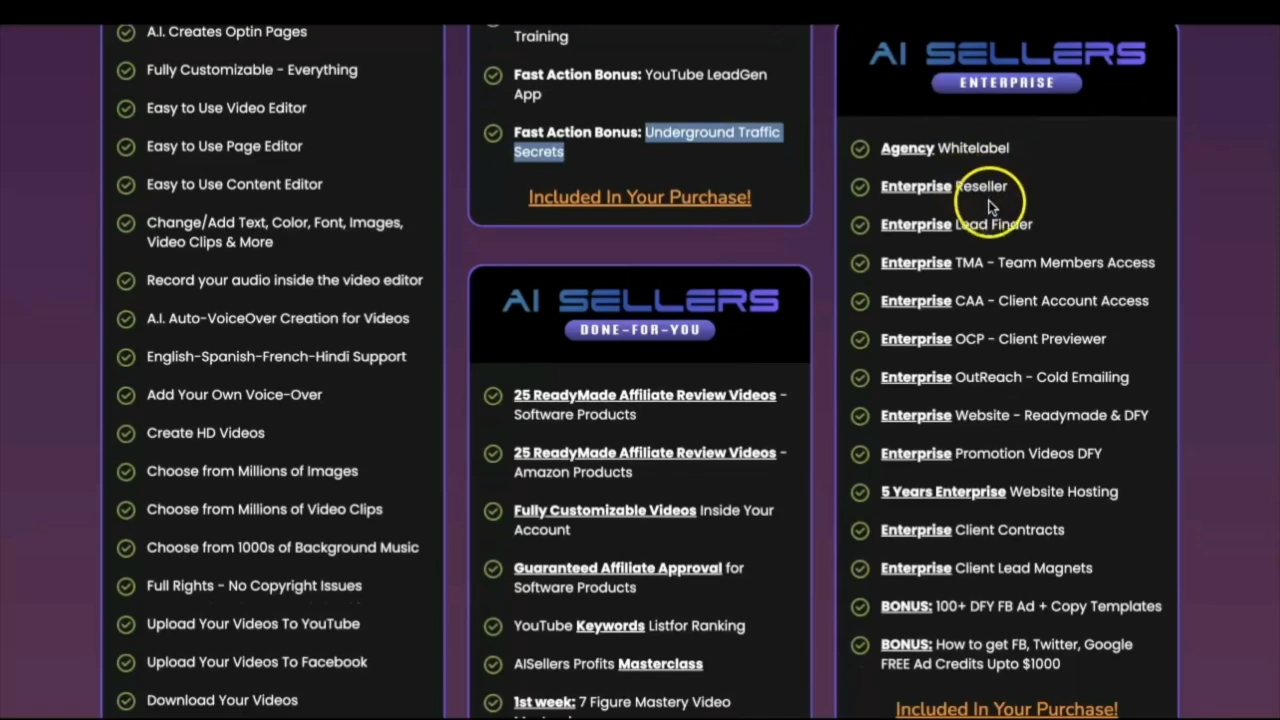 A.I. Creates Optin Pages
Fully Customizable - Everything
Easy to Use Video Editor
Easy to Use Page Editor
Easy to Use Content Editor
Change/Add Text, Color, Font, Images,
Video Clips & More
Record your audio inside the video editor
A.I. Auto-VoiceOver Creation for Videos
English-Spanish-French-Hindi Support
Add Your Own Voice-Over
Create HD Videos
Choose from Millions of Images
Choose from Millions of Video Clips
Choose from 1000s of Background Music
Full Rights - No Copyright Issues
Upload Your Videos To YouTube
Upload Your Videos To Facebook
Download Your Videos
Training
Fast Action Bonus: YouTube LeadGen
App
Fast Action Bonus: Underground Traffic
Secrets
Included In Your Purchase!
AI SELLERS
DONE-FOR-YOU
25 ReadyMade Affiliate Review Videos -
Software Products
25 ReadyMade Affiliate Review Videos -
Amazon Products
Fully Customizable Videos Inside Your
Account
Guaranteed Affiliate Approval for
Software Products
YouTube Keywords Listfor Ranking
AISellers Profits Masterclass
1st week: 7 Figure Mastery Video
AI SELLERS
ENTERPRISE
Agency Whitelabel
Enterprise Reseller
Enterprise Lead Finder
Enterprise TMA - Team Members Access
Enterprise CAA - Client Account Access
Enterprise OCP - Client Previewer
Enterprise OutReach - Cold Emailing
Enterprise Website - Readymade & DFY
Enterprise Promotion Videos DFY
5 Years Enterprise Website Hosting
Enterprise Client Contracts
Enterprise Client Lead Magnets
BONUS: 100+ DFY FB Ad + Copy Templates
BONUS: How to get FB, Twitter, Google
FREE Ad Credits Upto $1000
Included In Your Purchase!